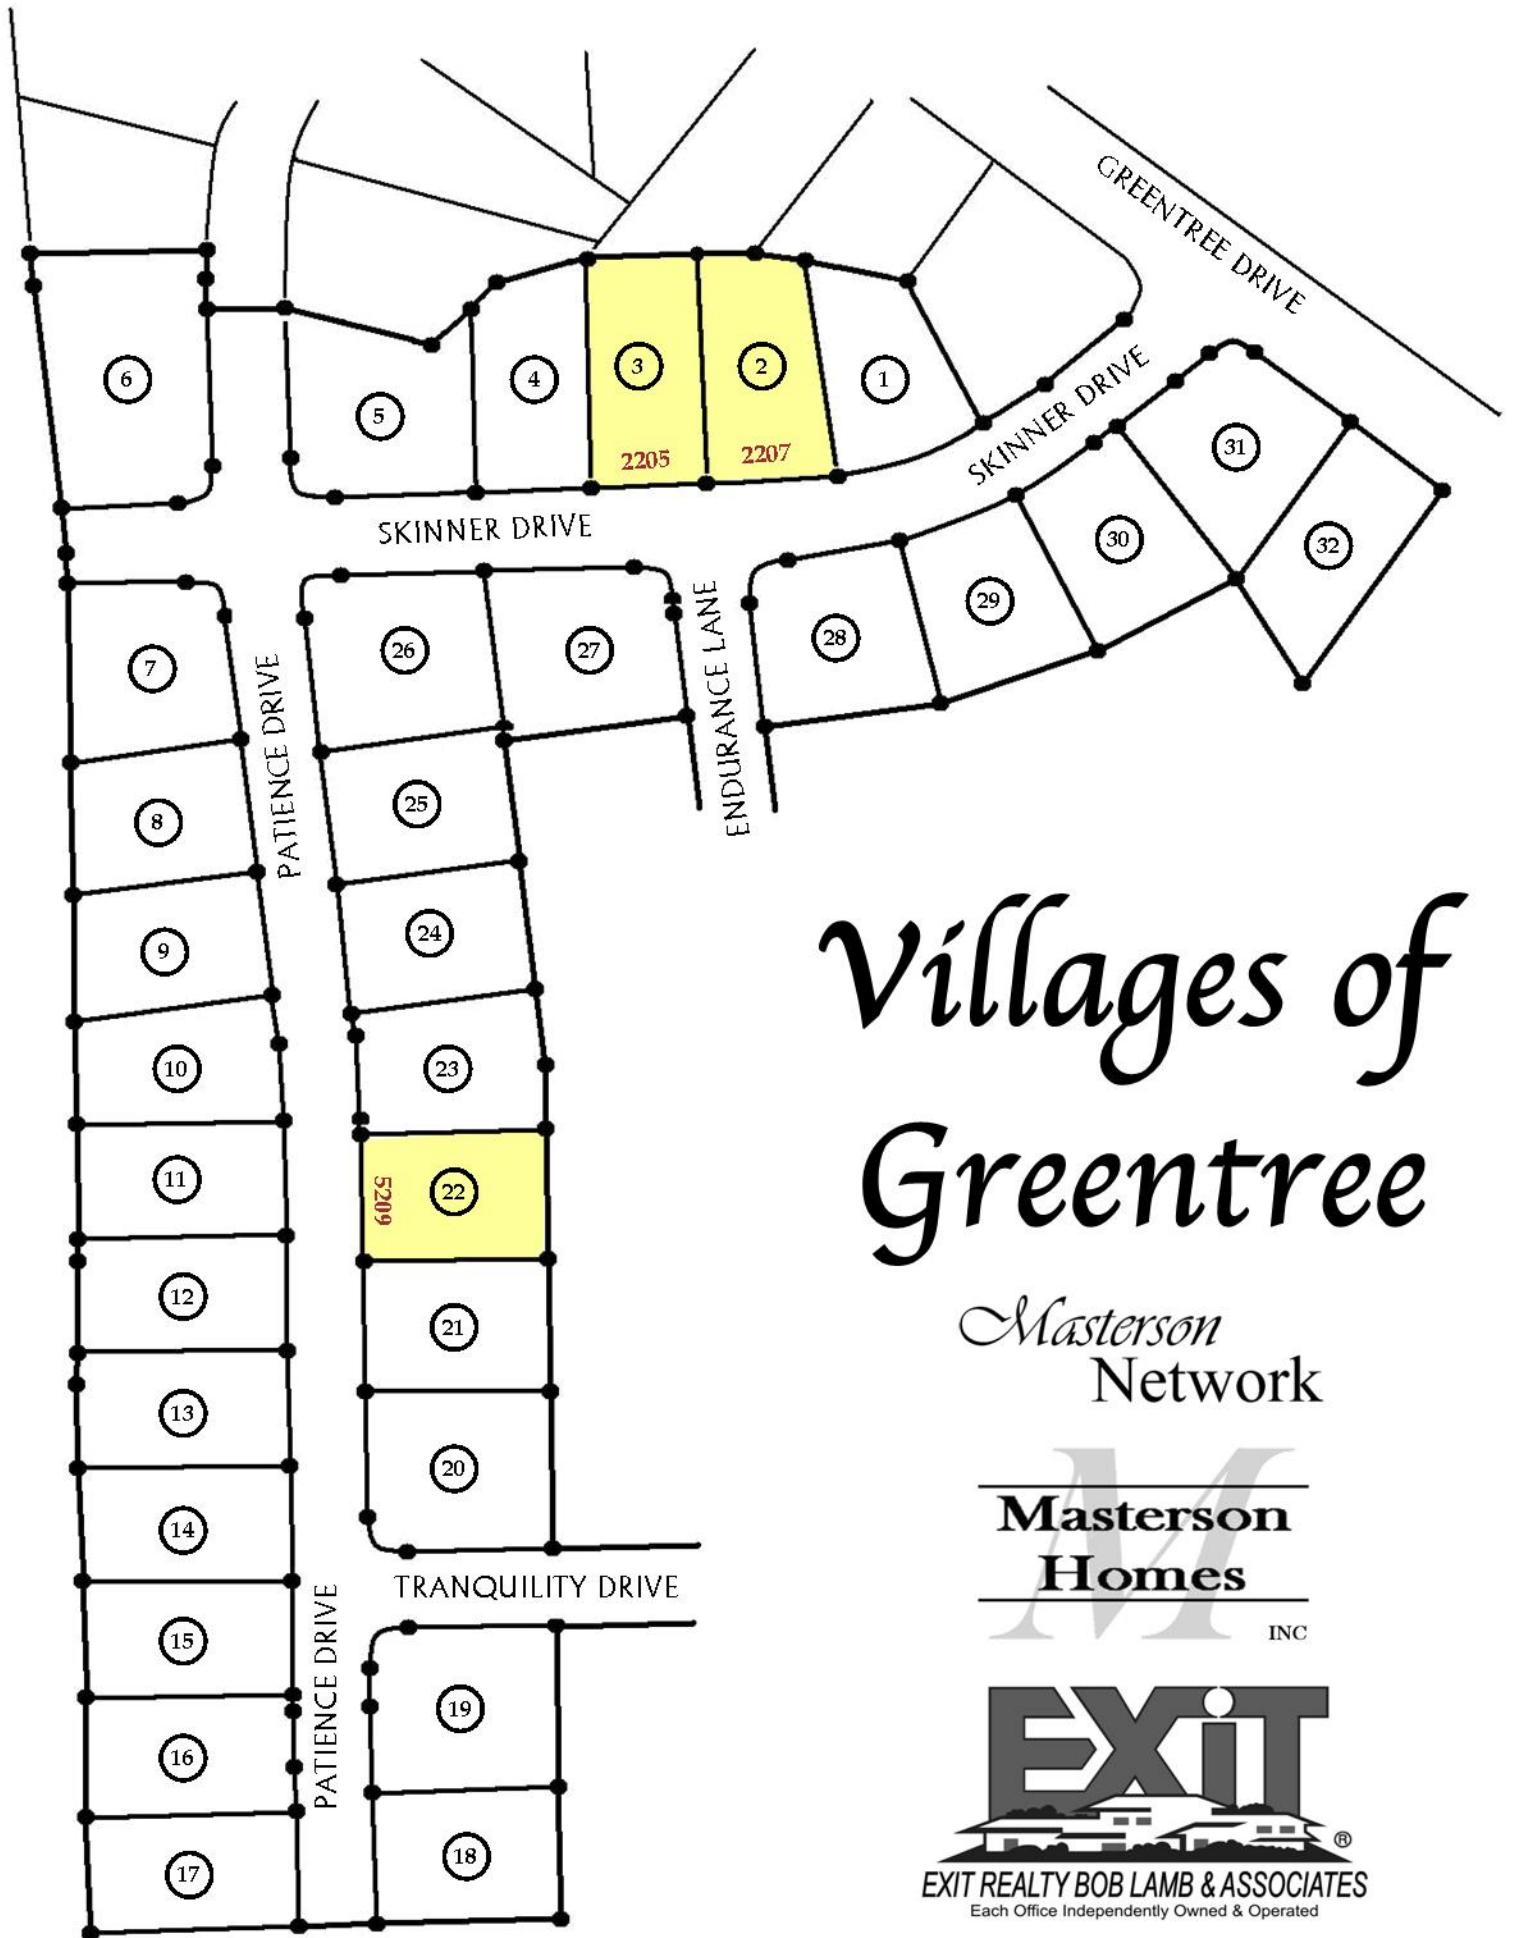 GREENTREE DRIVE
SKINNER DRIVE
6
5
4
3
2
1
2205
2207
31
30
32
29
28
SKINNER DRIVE
ENDURANCE LANE
7
26
27
PATIENCE DRIVE
8
25
9
24
10
23
11
22
5209
12
21
13
20
14
TRANQUILITY DRIVE
15
PATIENCE DRIVE
19
16
18
17
Villages of
Greentree
Masterson
Network
M
Masterson
Homes
INC
EXiT
®
EXIT REALTY BOB LAMB & ASSOCIATES
Each Office Independently Owned & Operated